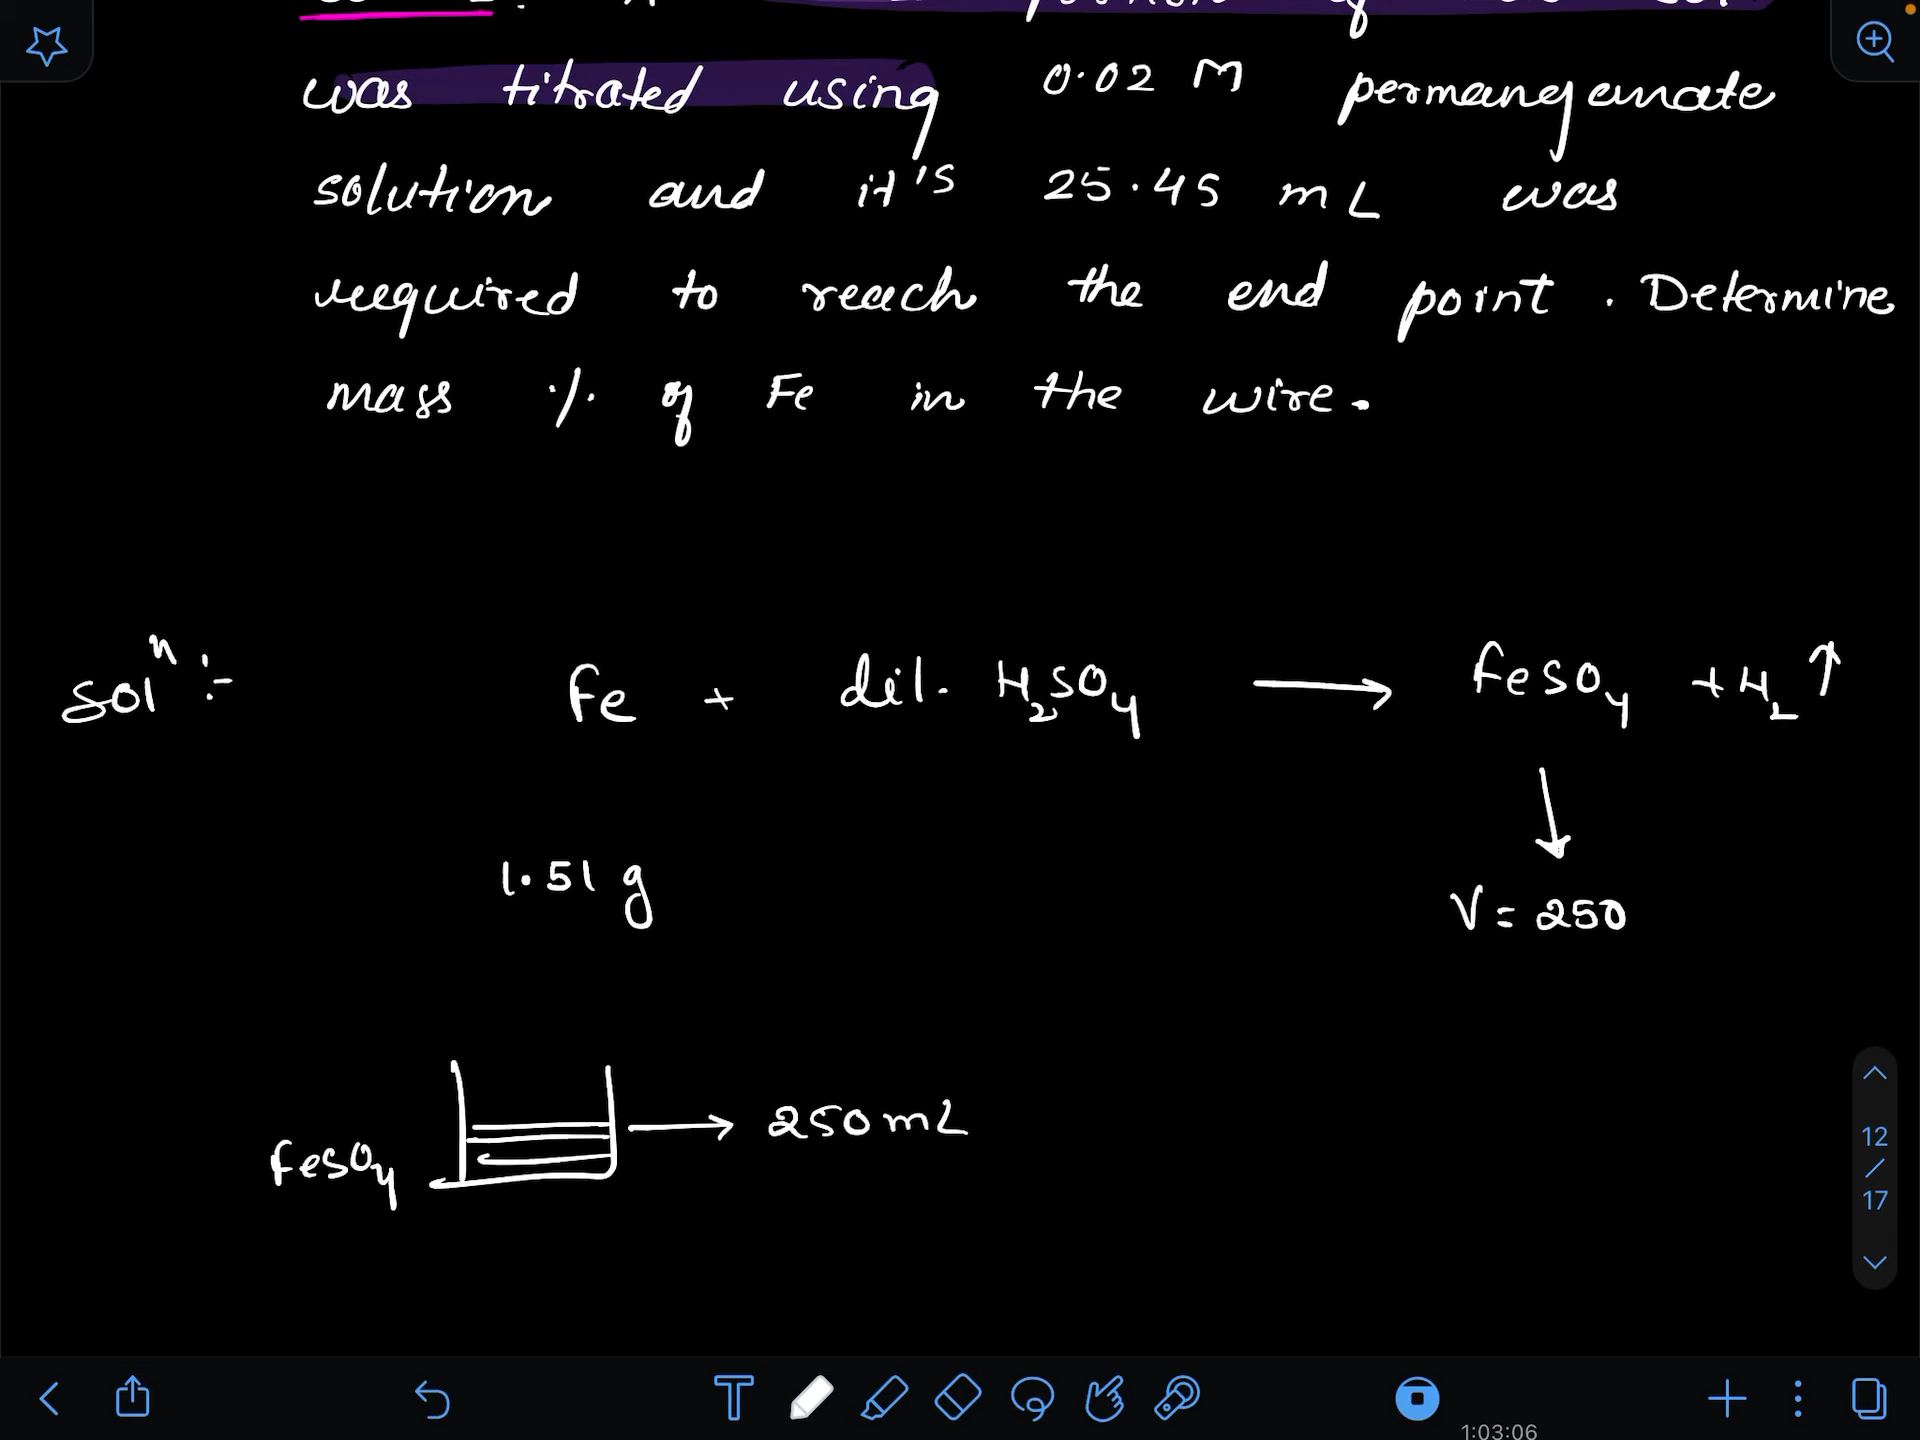 was titrated using 0.02 M permanganate
solution and it's 25.45 mL was
required to reach the end point . Determine
mass % of Fe in the wire.
solⁿ :-
Fe + dil. H₂SO₄ ⟶ FeSO₄ + H₂ ↑
1.51 g
V = 250
FeSO₄ → 250 mL
12
/
17
T
1:03:06